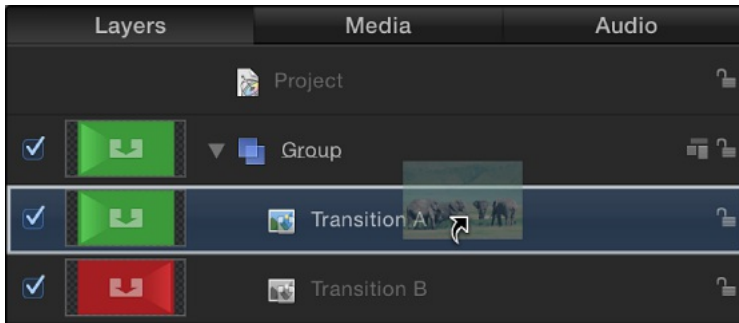 Layers Media Audio
Project
Group
Transition A
Transition B